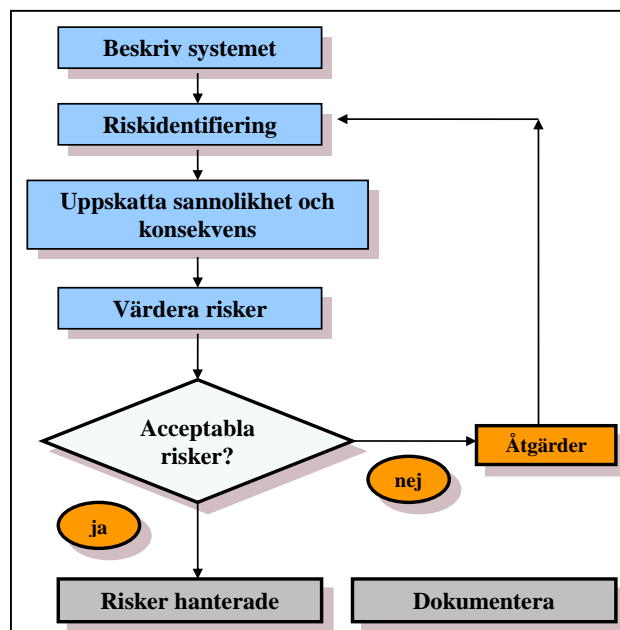 Beskriv systemet
Riskidentifiering
Uppskatta sannolikhet och
konsekvens
Värdera risker
Acceptabla
risker?
Åtgärder
nej
ja
Risker hanterade
Dokumentera